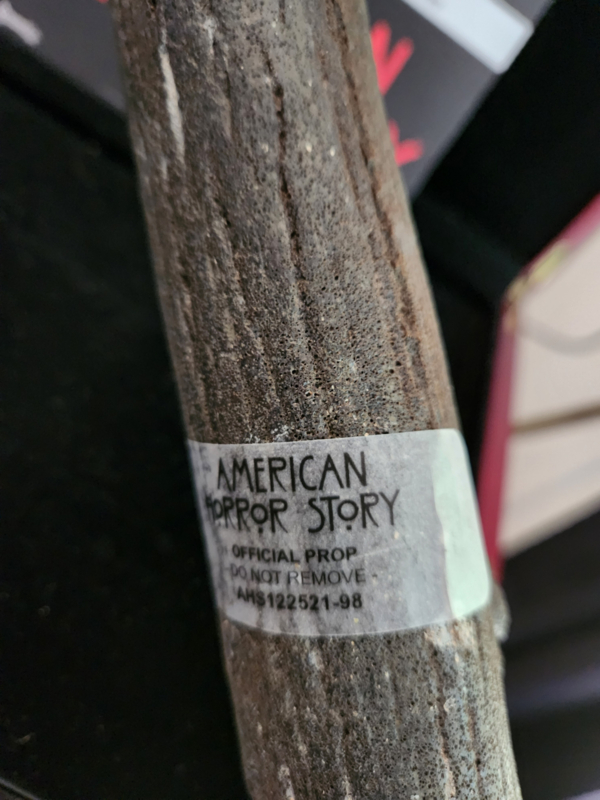 AMERICAN
HORROR STORY
OFFICIAL PROP
- DO NOT REMOVE -
AHS122521-98